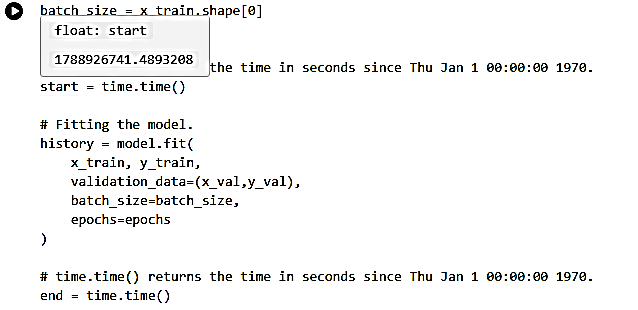 batch_size = x_train.shape[0]
float: start
1788926741.4893208
the time in seconds since Thu Jan 1 00:00:00 1970.
start = time.time()
# Fitting the model.
history = model.fit(
x_train, y_train,
validation_data=(x_val,y_val),
batch_size=batch_size,
epochs=epochs
)
# time.time() returns the time in seconds since Thu Jan 1 00:00:00 1970.
end = time.time()